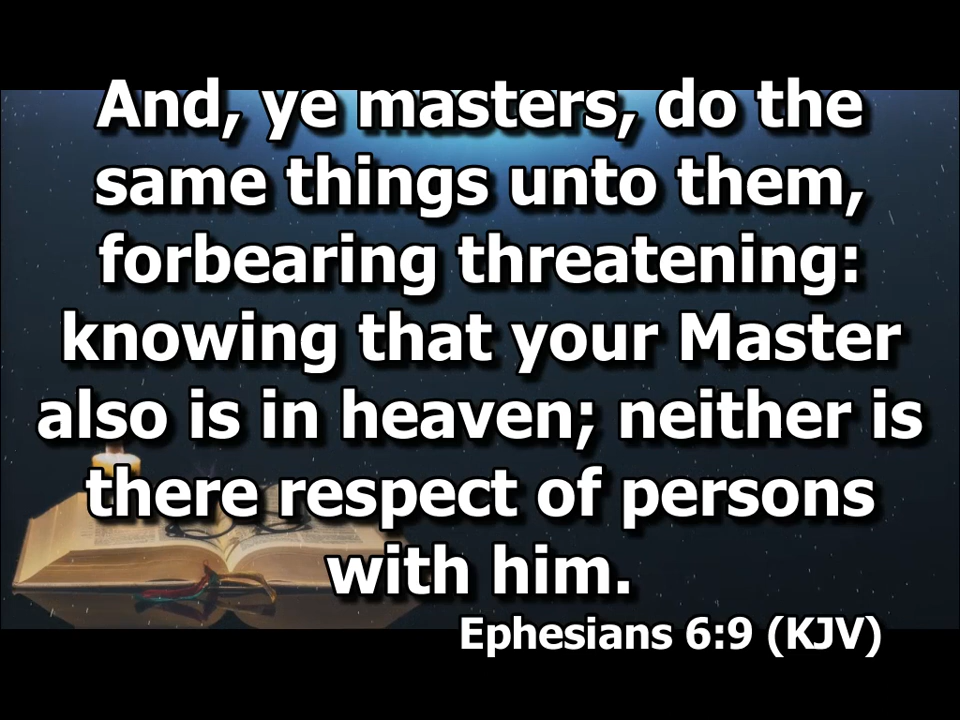 And, ye masters, do the
same things unto them,
forbearing threatening:
knowing that your Master
also is in heaven; neither is
there respect of persons
with him.
Ephesians 6:9 (KJV)